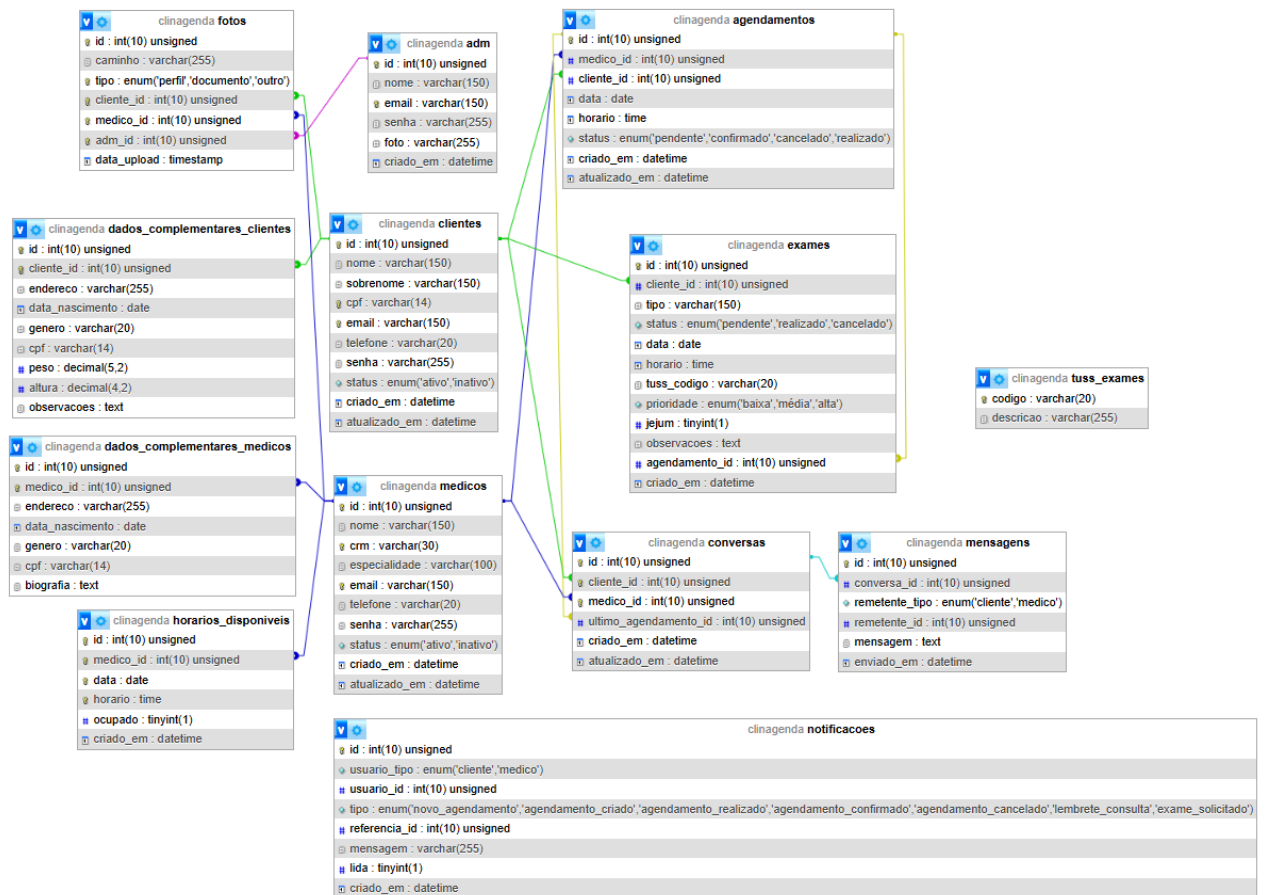 clinagenda fotos
id : int(10) unsigned
caminho : varchar(255)
tipo : enum('perfil','documento','outro')
cliente_id : int(10) unsigned
medico_id : int(10) unsigned
adm_id : int(10) unsigned
data_upload : timestamp
clinagenda adm
id : int(10) unsigned
nome : varchar(150)
email : varchar(150)
senha : varchar(255)
foto : varchar(255)
criado_em : datetime
clinagenda agendamentos
id : int(10) unsigned
medico_id : int(10) unsigned
cliente_id : int(10) unsigned
data : date
horario : time
status : enum('pendente','confirmado','cancelado','realizado')
criado_em : datetime
atualizado_em : datetime
clinagenda dados_complementares_clientes
id : int(10) unsigned
cliente_id : int(10) unsigned
endereco : varchar(255)
data_nascimento : date
genero : varchar(20)
cpf : varchar(14)
peso : decimal(5,2)
altura : decimal(4,2)
observacoes : text
clinagenda clientes
id : int(10) unsigned
nome : varchar(150)
sobrenome : varchar(150)
cpf : varchar(14)
email : varchar(150)
telefone : varchar(20)
senha : varchar(255)
status : enum('ativo','inativo')
criado_em : datetime
atualizado_em : datetime
clinagenda exames
id : int(10) unsigned
cliente_id : int(10) unsigned
tipo : varchar(150)
status : enum('pendente','realizado','cancelado')
data : date
horario : time
tuss_codigo : varchar(20)
prioridade : enum('baixa','média','alta')
jejum : tinyint(1)
observacoes : text
agendamento_id : int(10) unsigned
criado_em : datetime
clinagenda tuss_exames
codigo : varchar(20)
descricao : varchar(255)
clinagenda dados_complementares_medicos
id : int(10) unsigned
medico_id : int(10) unsigned
endereco : varchar(255)
data_nascimento : date
genero : varchar(20)
cpf : varchar(14)
biografia : text
clinagenda medicos
id : int(10) unsigned
nome : varchar(150)
crm : varchar(30)
especialidade : varchar(100)
email : varchar(150)
telefone : varchar(20)
senha : varchar(255)
status : enum('ativo','inativo')
criado_em : datetime
atualizado_em : datetime
clinagenda conversas
id : int(10) unsigned
cliente_id : int(10) unsigned
medico_id : int(10) unsigned
ultimo_agendamento_id : int(10) unsigned
criado_em : datetime
atualizado_em : datetime
clinagenda mensagens
id : int(10) unsigned
conversa_id : int(10) unsigned
remetente_tipo : enum('cliente','medico')
remetente_id : int(10) unsigned
mensagem : text
enviado_em : datetime
clinagenda horarios_disponiveis
id : int(10) unsigned
medico_id : int(10) unsigned
data : date
horario : time
ocupado : tinyint(1)
criado_em : datetime
clinagenda notificacoes
id : int(10) unsigned
usuario_tipo : enum('cliente','medico')
usuario_id : int(10) unsigned
tipo : enum('novo_agendamento','agendamento_criado','agendamento_realizado','agendamento_confirmado','agendamento_cancelado','lembrete_consulta','exame_solicitado')
referencia_id : int(10) unsigned
mensagem : varchar(255)
lida : tinyint(1)
criado_em : datetime